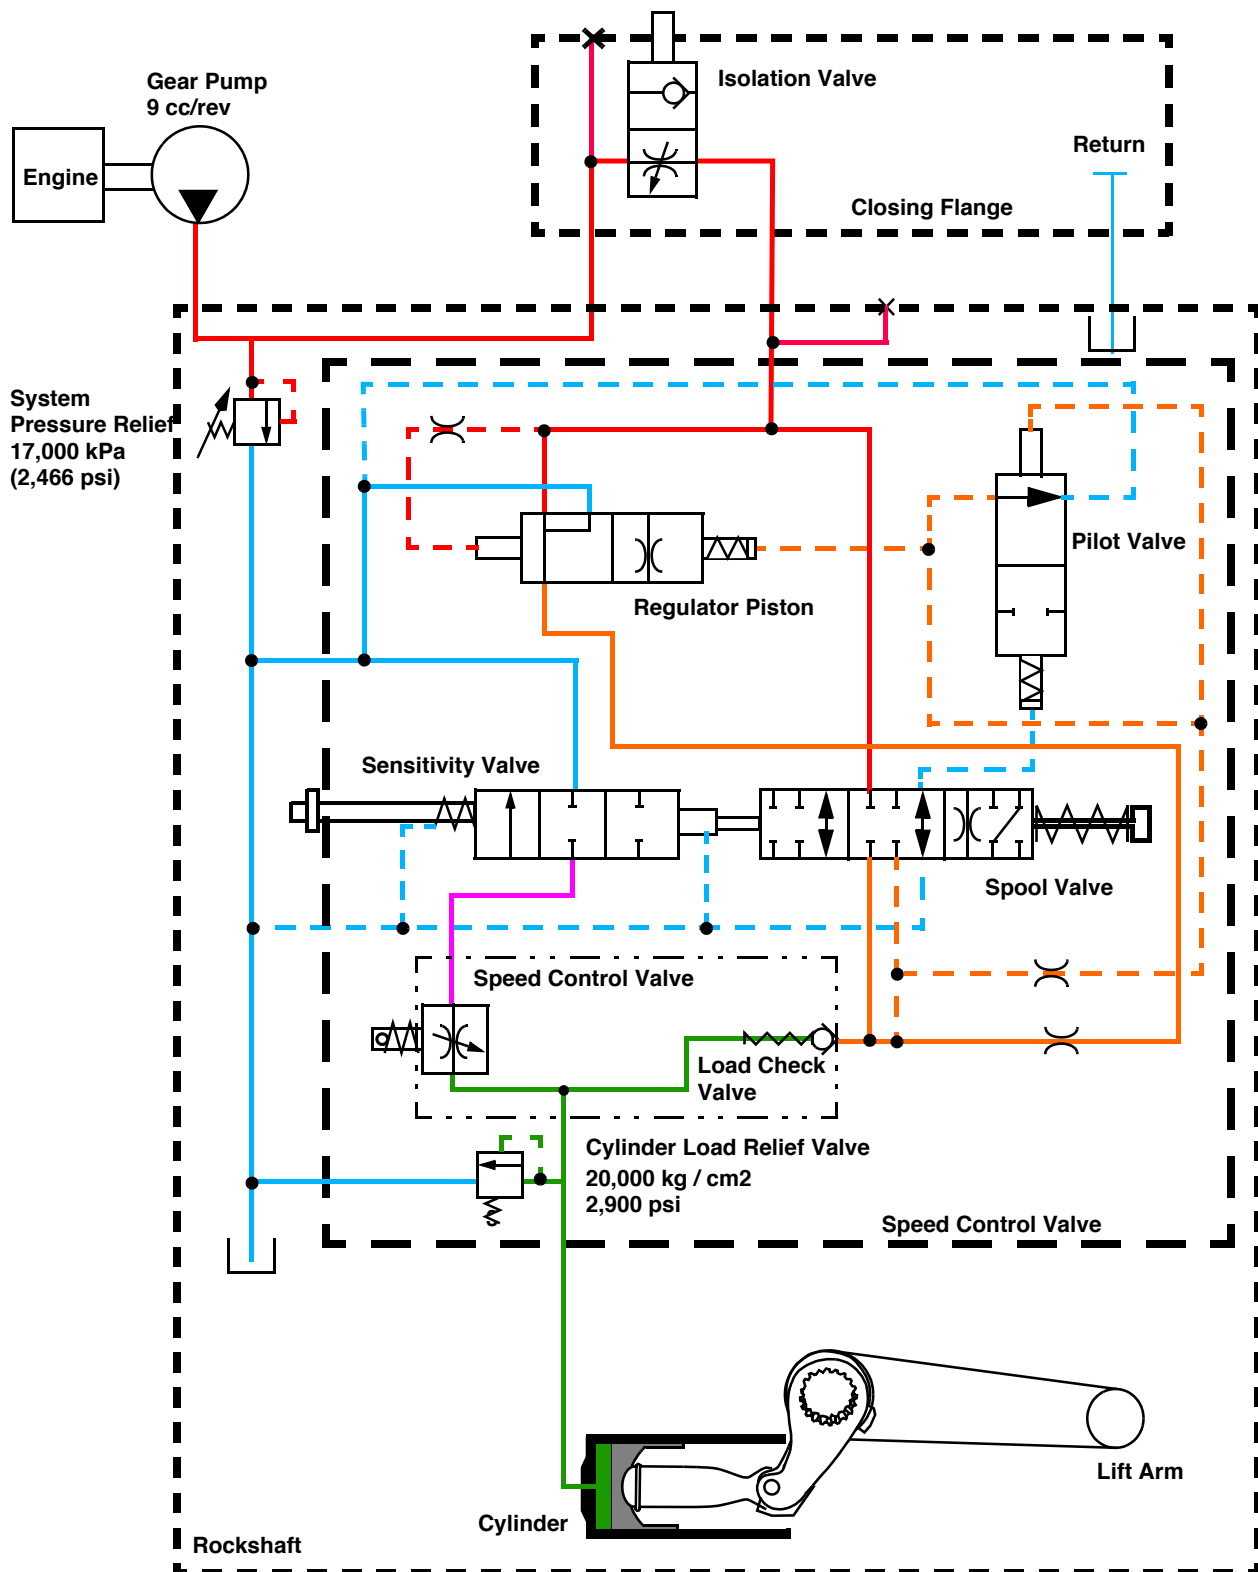 Gear Pump
9 cc/rev
Isolation Valve
Engine
Return
Closing Flange
System
Pressure Relief
17,000 kPa
(2,466 psi)
Pilot Valve
Regulator Piston
Sensitivity Valve
Spool Valve
Speed Control Valve
Load Check
Valve
Cylinder Load Relief Valve
20,000 kg / cm2
2,900 psi
Speed Control Valve
Lift Arm
Cylinder
Rockshaft